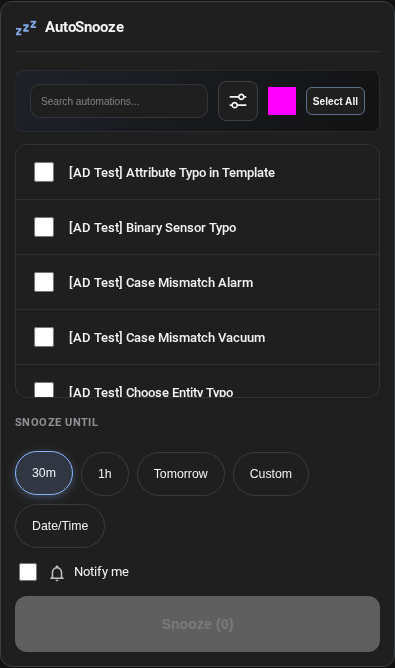 AutoSnooze
Search automations...
Select All
[AD Test] Attribute Typo in Template
[AD Test] Binary Sensor Typo
[AD Test] Case Mismatch Alarm
[AD Test] Case Mismatch Vacuum
[AD Test] Choose Entity Typo
SNOOZE UNTIL
30m 1h Tomorrow Custom
Date/Time
Notify me
Snooze (0)